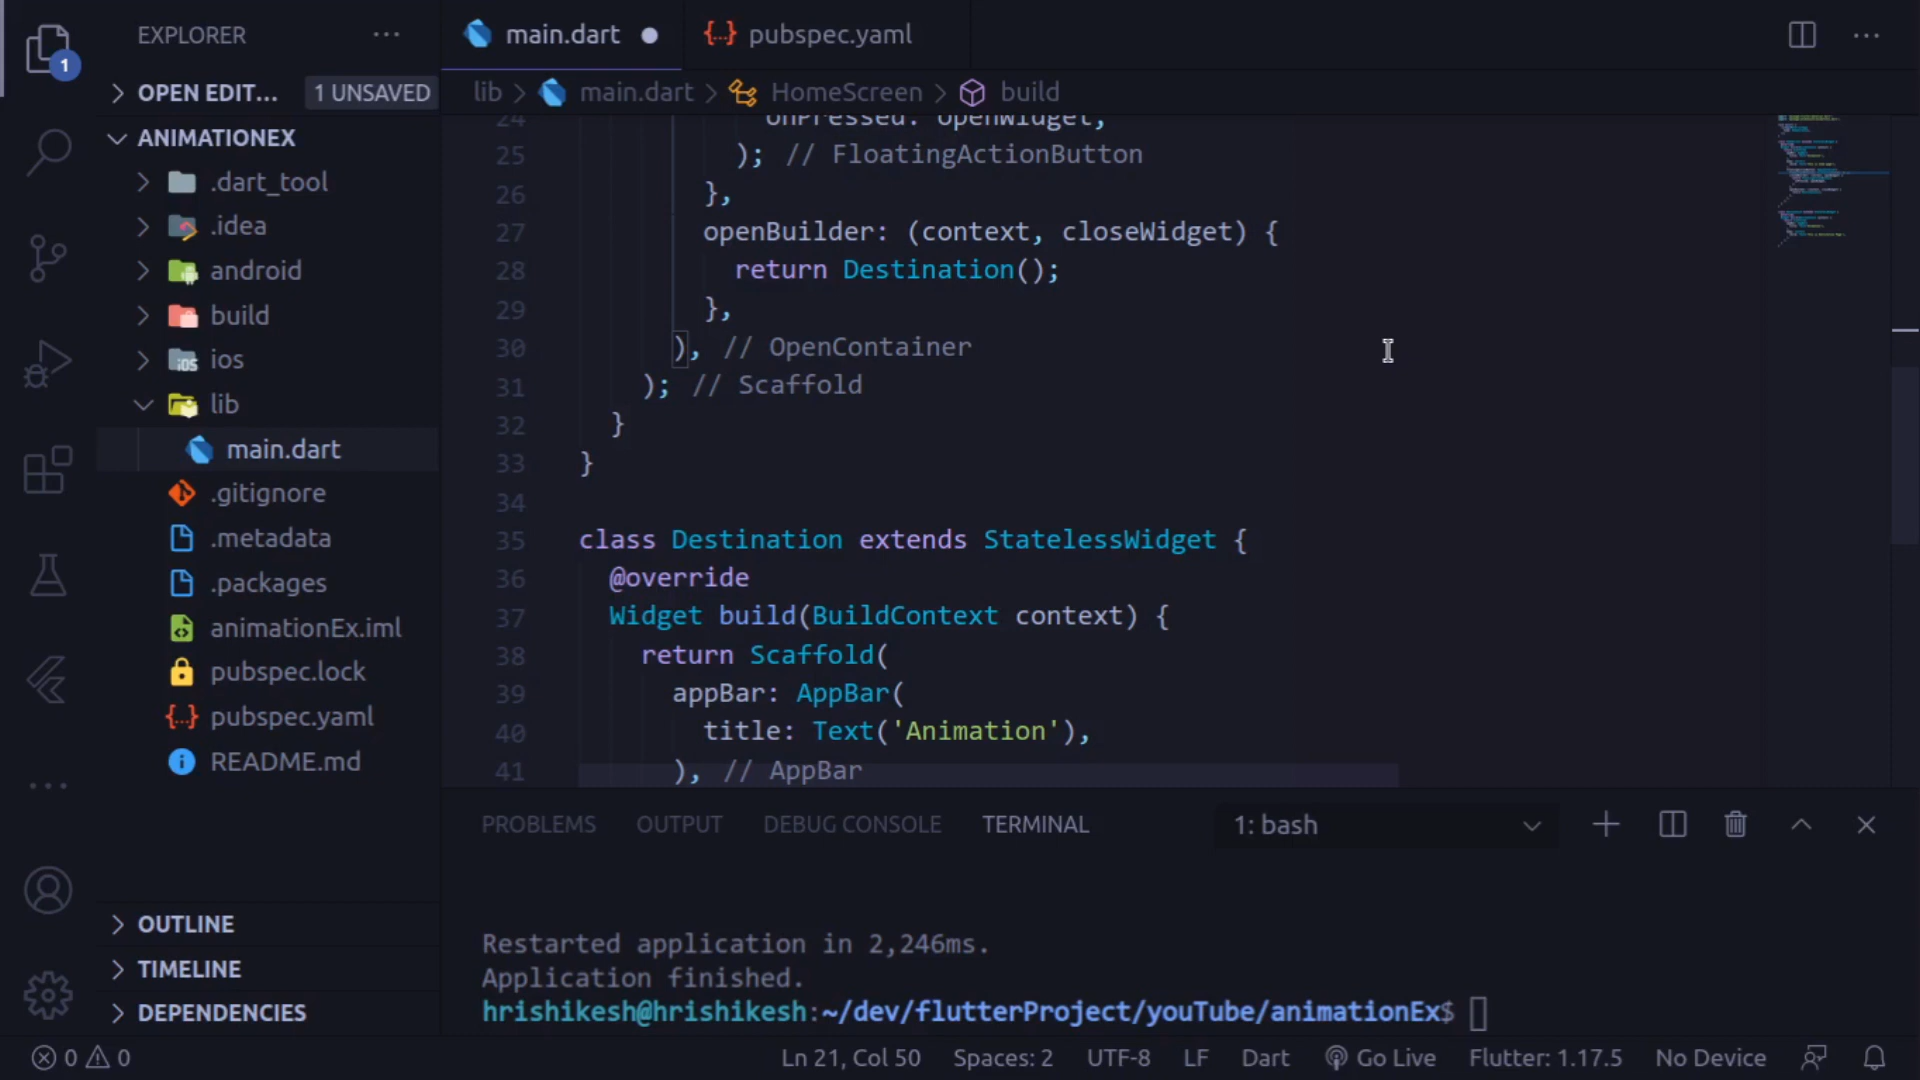 EXPLORER
OPEN EDIT... 1 UNSAVED
ANIMATIONEX
.dart_tool
.idea
android
build
ios
lib
main.dart
.gitignore
.metadata
.packages
animationEx.iml
pubspec.lock
pubspec.yaml
README.md
OUTLINE
TIMELINE
DEPENDENCIES
1
main.dart
{...} pubspec.yaml
lib > main.dart > HomeScreen > build
24 onPressed: openWidget,
25 ); // FloatingActionButton
26 },
27 openBuilder: (context, closeWidget) {
28 return Destination();
29 },
30 ), // OpenContainer
31 ); // Scaffold
32 }
33 }
34
35 class Destination extends StatelessWidget {
36 @override
37 Widget build(BuildContext context) {
38 return Scaffold(
39 appBar: AppBar(
40 title: Text('Animation'),
41 ), // AppBar
PROBLEMS OUTPUT DEBUG CONSOLE TERMINAL 1: bash
Restarted application in 2,246ms.
Application finished.
hrishikesh@hrishikesh:~/dev/flutterProject/youTube/animationEx$
0 0 Ln 21, Col 50 Spaces: 2 UTF-8 LF Dart Go Live Flutter: 1.17.5 No Device